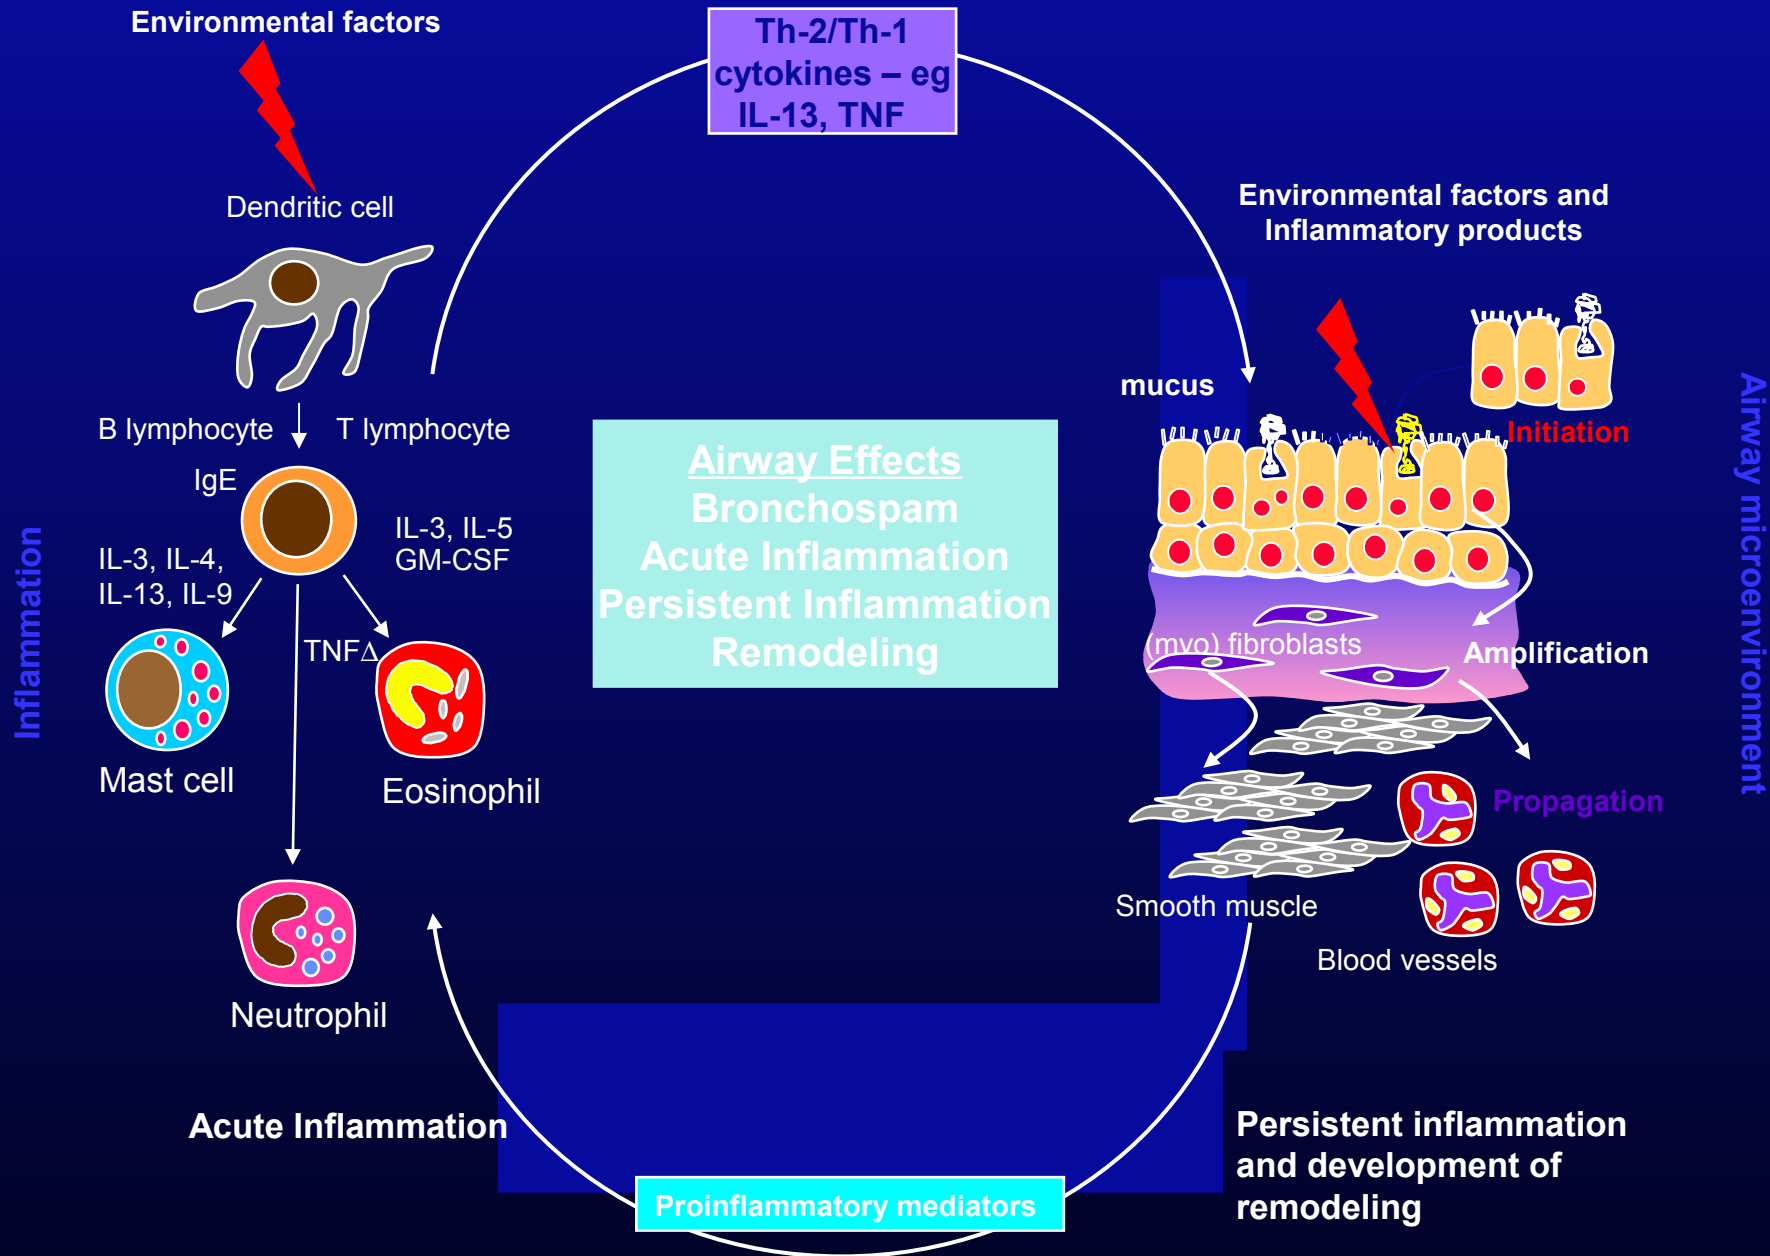 Environmental factors
Th-2/Th-1
cytokines – eg
IL-13, TNF
Dendritic cell
Environmental factors and
Inflammatory products
mucus
Initiation
B lymphocyte
T lymphocyte
IgE
IL-3, IL-5
GM-CSF
IL-3, IL-4,
IL-13, IL-9
TNFΔ
Mast cell
Eosinophil
Neutrophil
Inflammation
Airway Effects
Bronchospam
Acute Inflammation
Persistent Inflammation
Remodeling
(myo) fibroblasts
Amplification
Propagation
Smooth muscle
Blood vessels
Airway microenvironment
Acute Inflammation
Proinflammatory mediators
Persistent inflammation
and development of
remodeling